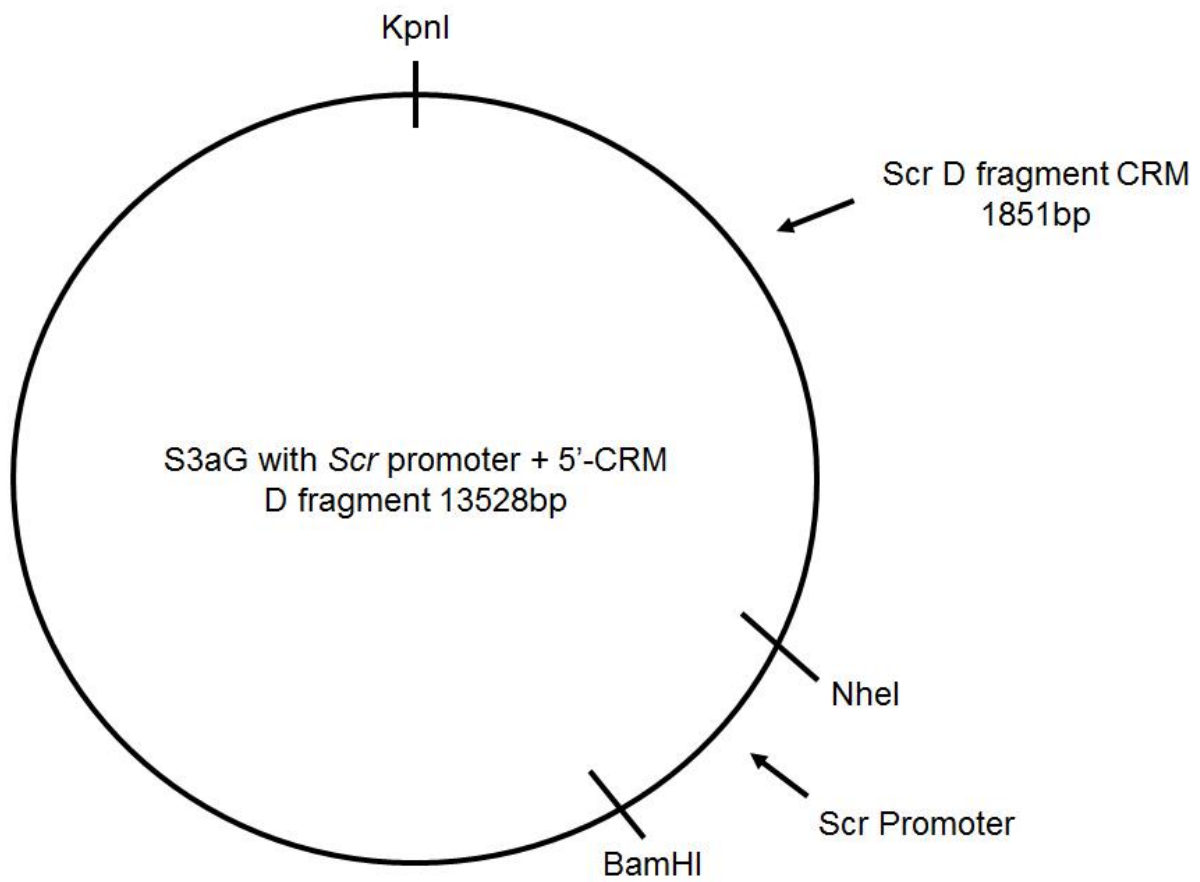 KpnI
Scr D fragment CRM
1851bp
S3aG with Scr promoter + 5’-CRM
D fragment 13528bp
NheI
Scr Promoter
BamHI